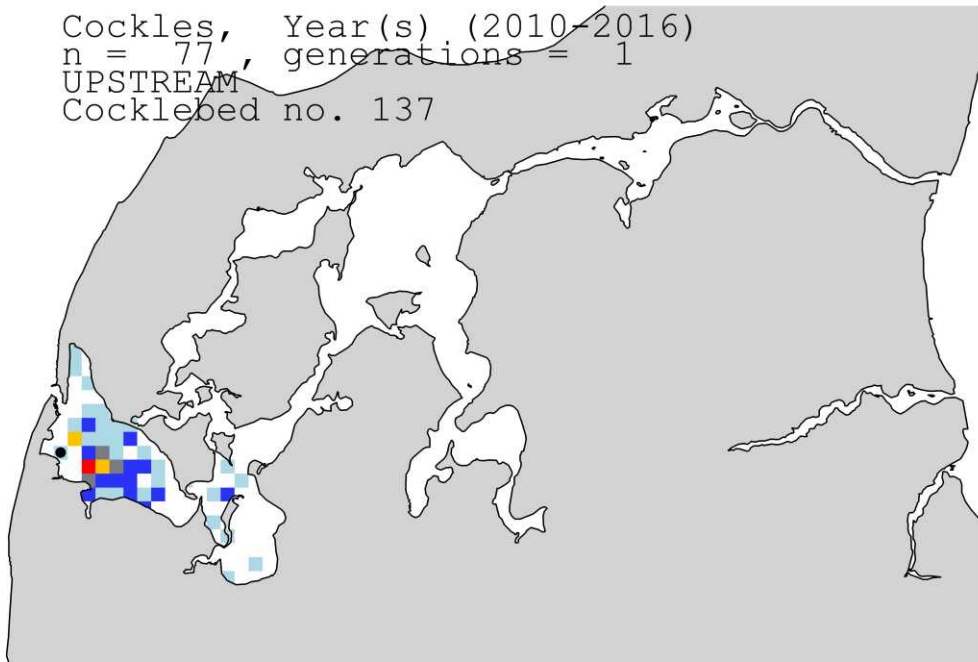 Cockles, Year(s) (2010-2016)
n = 77, generations = 1
UPSTREAM
Cocklebed no. 137